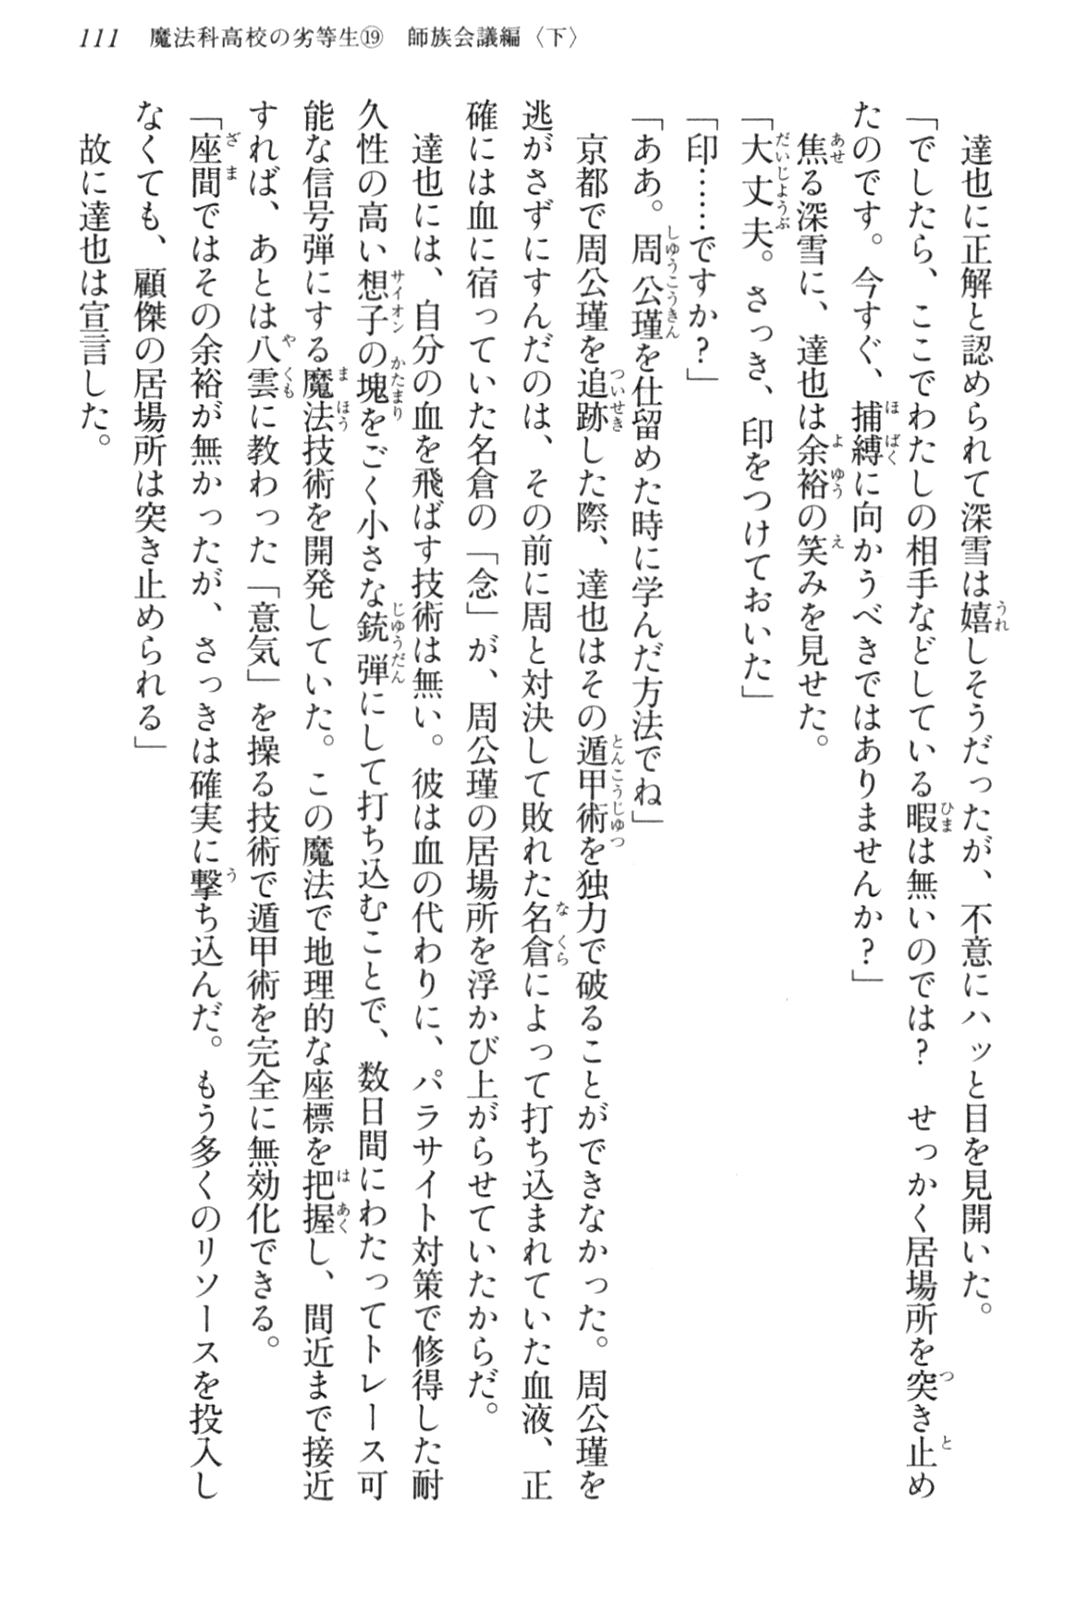 111　魔法科高校の劣等生⑲　師族会議編〈下〉
　達也に正解と認められて深雪は嬉しそうだったが、不意にハッと目を見開いた。
「でしたら、ここでわたしの相手などしている暇は無いのでは？　せっかく居場所を突き止め
たのです。今すぐ、捕縛に向かうべきではありませんか？」
　焦る深雪に、達也は余裕の笑みを見せた。
「大丈夫。さっき、印をつけておいた」
「印……ですか？」
「ああ。周公瑾を仕留めた時に学んだ方法でね」
　京都で周公瑾を追跡した際、達也はその遁甲術を独力で破ることができなかった。周公瑾を
逃がさずにすんだのは、その前に周と対決して敗れた名倉によって打ち込まれていた血液、正
確には血に宿っていた名倉の「念」が、周公瑾の居場所を浮かび上がらせていたからだ。
　達也には、自分の血を飛ばす技術は無い。彼は血の代わりに、パラサイト対策で修得した耐
久性の高い想子の塊をごく小さな銃弾にして打ち込むことで、数日間にわたってトレース可
能な信号弾にする魔法技術を開発していた。この魔法で地理的な座標を把握し、間近まで接近
すれば、あとは八雲に教わった「意気」を操る技術で遁甲術を完全に無効化できる。
「座間ではその余裕が無かったが、さっきは確実に撃ち込んだ。もう多くのリソースを投入し
なくても、顧傑の居場所は突き止められる」
　故に達也は宣言した。